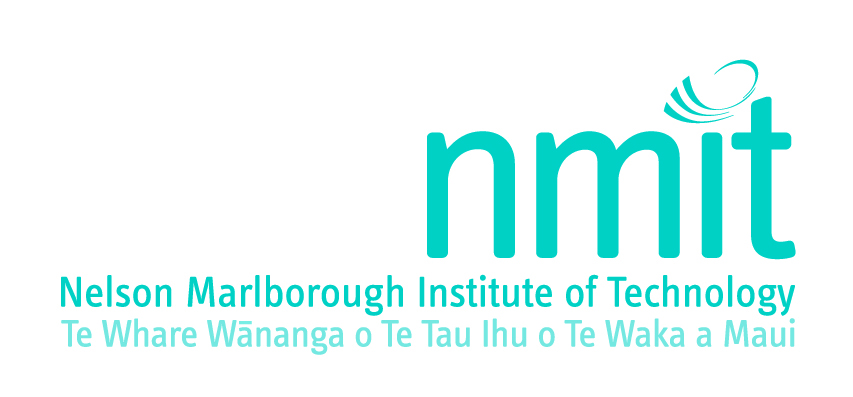 nmit
Nelson Marlborough Institute of Technology
Te Whare Wānanga o Te Tau Ihu o Te Waka a Maui